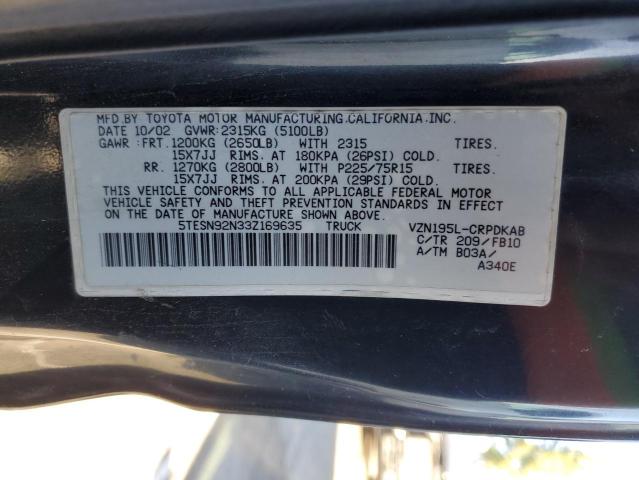 MFD.BY TOYOTA MOTOR MANUFACTURING,CALIFORNIA,INC.
DATE 10/02 GVWR:2315KG (5100LB)
GAWR :FRT.1200KG (2650LB) WITH 2315 TIRES.
15X7JJ RIMS. AT 180KPA (26PSI) COLD.
RR. 1270KG (2800LB) WITH P225/75R15 TIRES.
15X7JJ RIMS. AT 200KPA (29PSI) COLD.
THIS VEHICLE CONFORMS TO ALL APPLICABLE FEDERAL MOTOR
VEHICLE SAFETY AND THEFT PREVENTION STANDARDS IN EFFECT
ON THE DATE OF MANUFACTURE SHOWN ABOVE.
5TESN92N33Z169635 TRUCK VZN195L-CRPDKAB
C/TR 209/FB10
A/TM B03A/
A340E